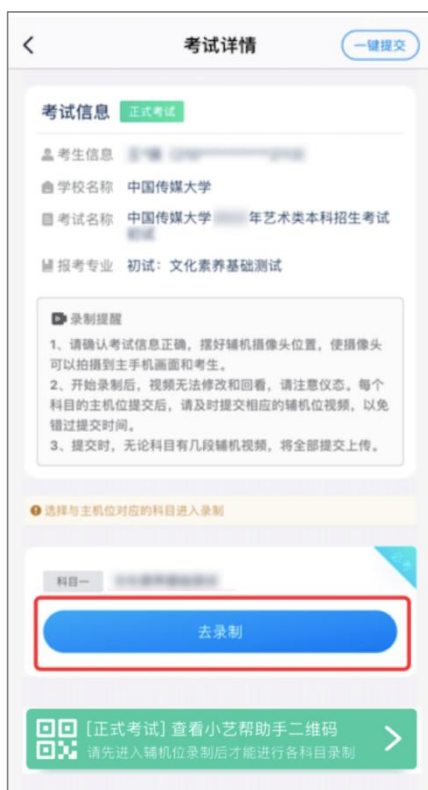 考试详情
一键提交
考试信息 正式考试
考生信息
学校名称 中国传媒大学
考试名称 中国传媒大学 年艺术类本科招生考试
报考专业 初试：文化素养基础测试
录制提醒
1、请确认考试信息正确，摆好辅机摄像头位置，使摄像头
可以拍摄到主手机画面和考生。
2、开始录制后，视频无法修改和回看，请注意仪态。每个
科目的主机位提交后，请及时提交相应的辅机位视频，以免
错过提交时间。
3、提交时，无论科目有几段辅机视频，将全部提交上传。
选择与主机位对应的科目进入录制
科目一
去录制
[正式考试] 查看小艺帮助手二维码
请先进入辅机位录制后才能进行各科目录制